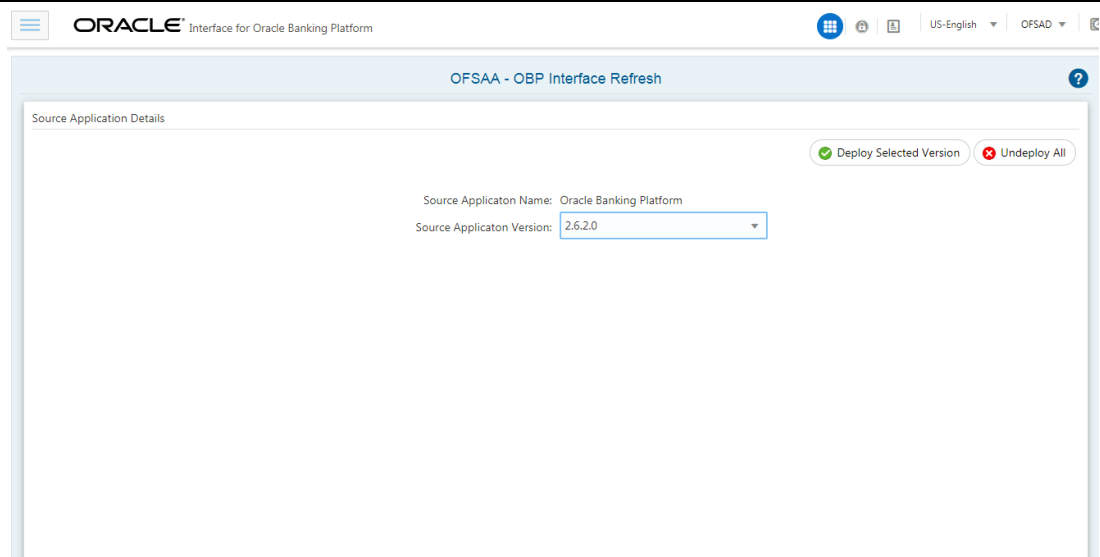 ORACLE® Interface for Oracle Banking Platform
US-English OFSAD
OFSAA - OBP Interface Refresh
?
Source Application Details
Deploy Selected Version Undeploy All
Source Applicaton Name: Oracle Banking Platform
Source Applicaton Version: 2.6.2.0